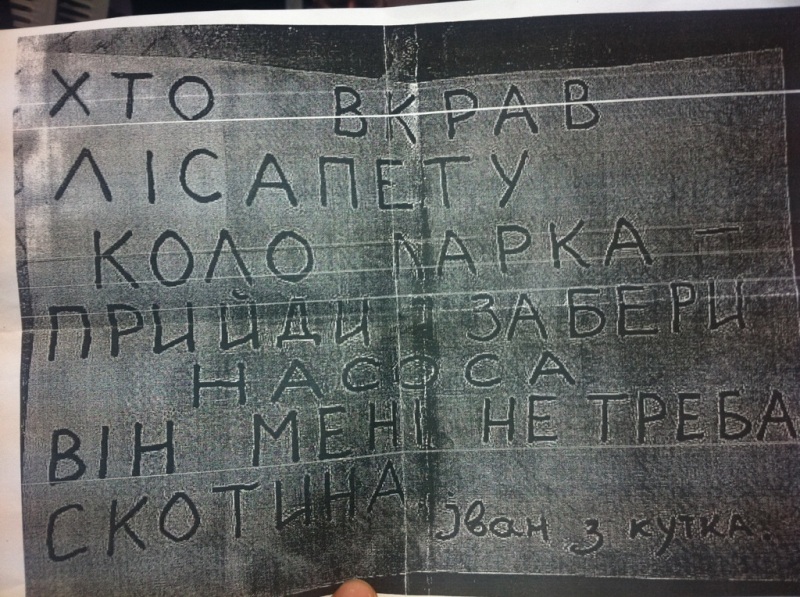 ХТО ВКРАВ
ЛІСАПЕТУ
КОЛО ПАРКА –
ПРИЙДИ І ЗАБЕРИ
НАСОСА
ВІН МЕНІ НЕ ТРЕБА
СКОТИНА.
Іван з кутка.